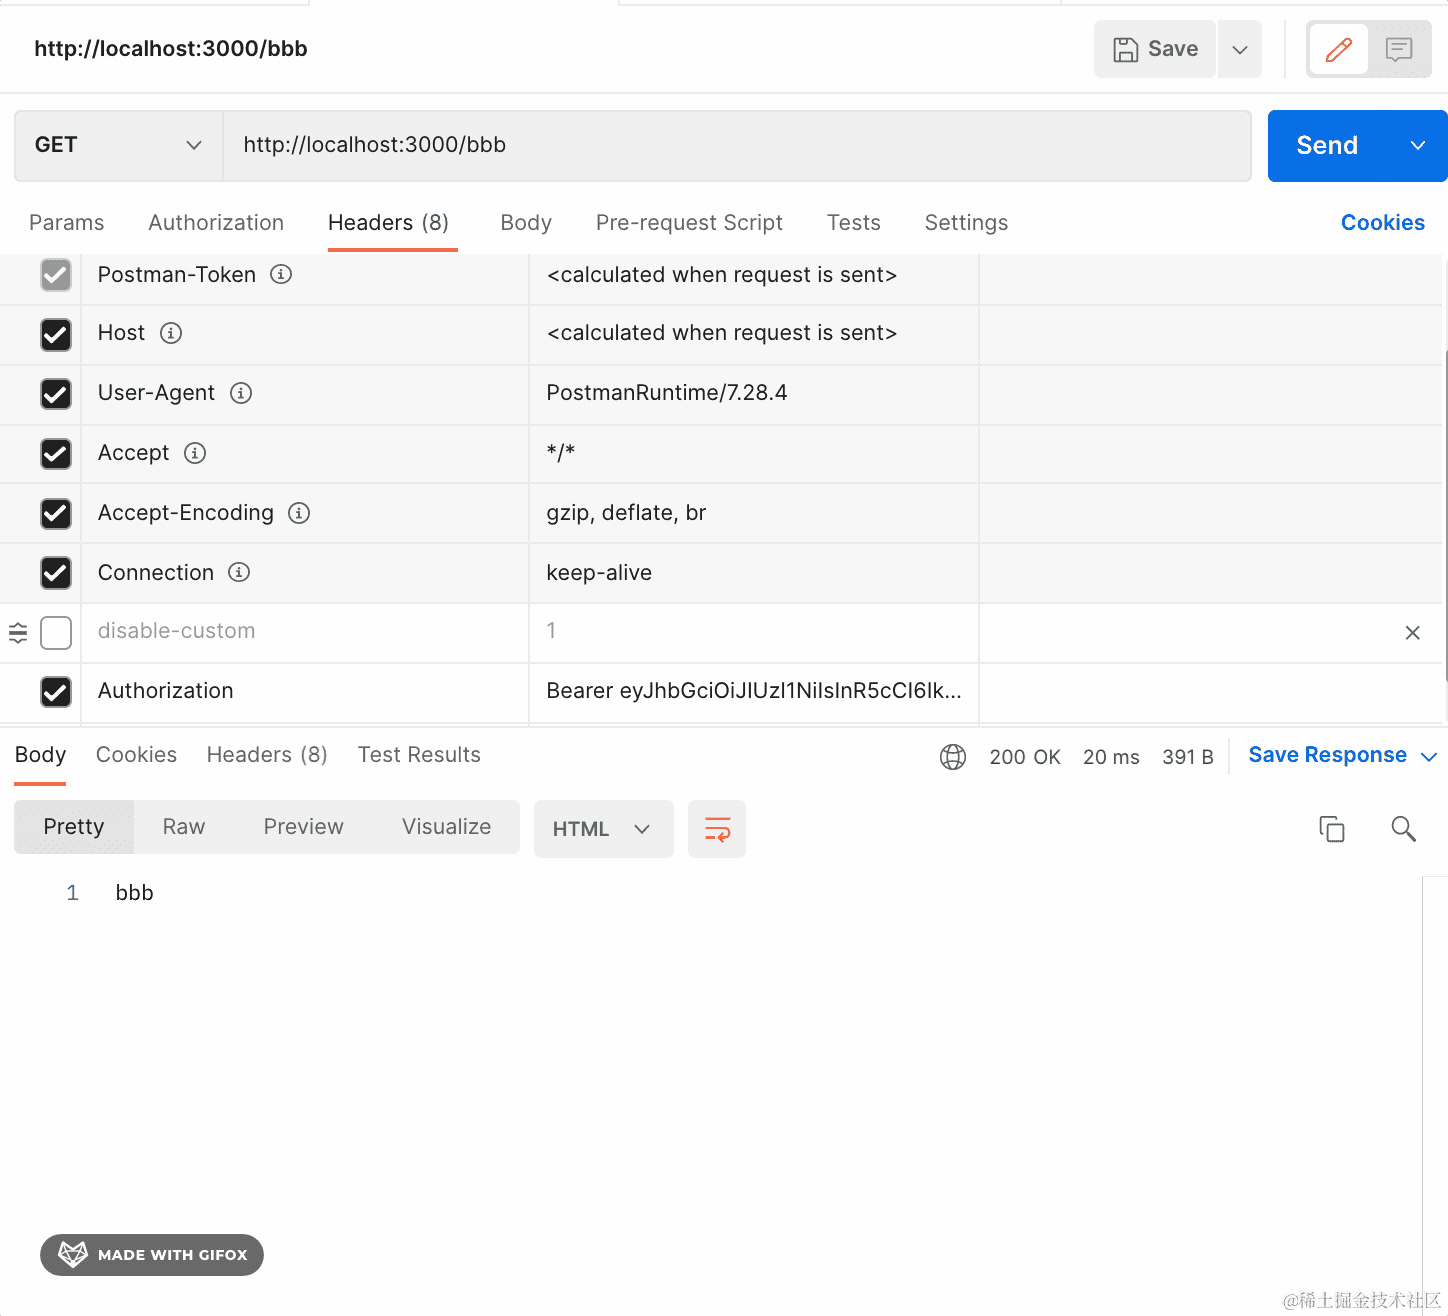 http://localhost:3000/bbb
Save
GET
http://localhost:3000/bbb
Send
Params Authorization Headers (8) Body Pre-request Script Tests Settings Cookies
Postman-Token <calculated when request is sent>
Host <calculated when request is sent>
User-Agent PostmanRuntime/7.28.4
Accept */*
Accept-Encoding gzip, deflate, br
Connection keep-alive
disable-custom 1
Authorization Bearer eyJhbGciOiJIUzI1NiIsInR5cCI6Ik...
Body Cookies Headers (8) Test Results 200 OK 20 ms 391 B Save Response
Pretty Raw Preview Visualize HTML
1 bbb
MADE WITH GIFOX
@稀土掘金技术社区